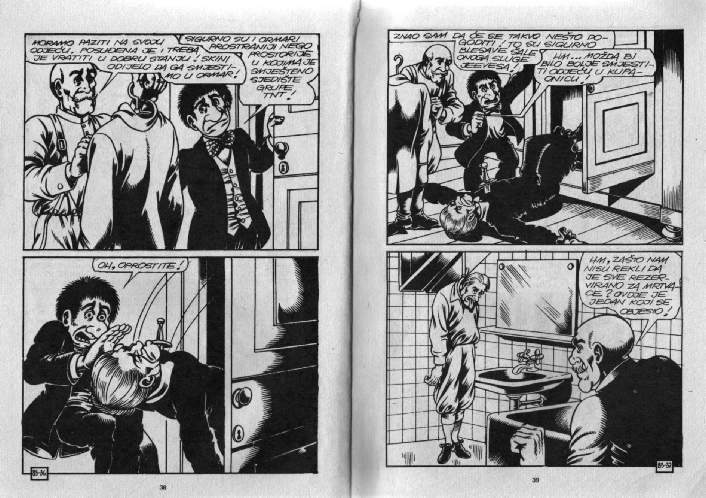 MORAMO PAZITI NA SVOJU
ODJEĆU. POSUĐENA JE I TREBA
JE VRATITI U DOBRU STANJU! SKINI
ODIJELO DA GA SMJESTI-
MO U ORMAR!
SIGURNO SU I ORMARI
PROSTRANIJI NEGO
PROSTORIJE
U KOJIMA JE
SMJEŠTENO
SJEDIŠTE
GRUPE
TNT!
OH, OPROSTITE!
38
ZNAO SAM DA ĆE SE TAKVO NEŠTO DO-
GODITI! TO SU SIGURNO
BLESAVE ŠALE
ONOGA SLUGE
JEEVESA!
HM... MOŽDA BI
BILO BOLJE SMJESTI-
TI ODJEĆU U KUPA-
ONICU!
HM, ZAŠTO NAM
NISU REKLI DA
JE SVE REZER-
VIRANO ZA MRTVA-
CE? OVDJE JE
JEDAN KOJI SE
OBJESIO!
39